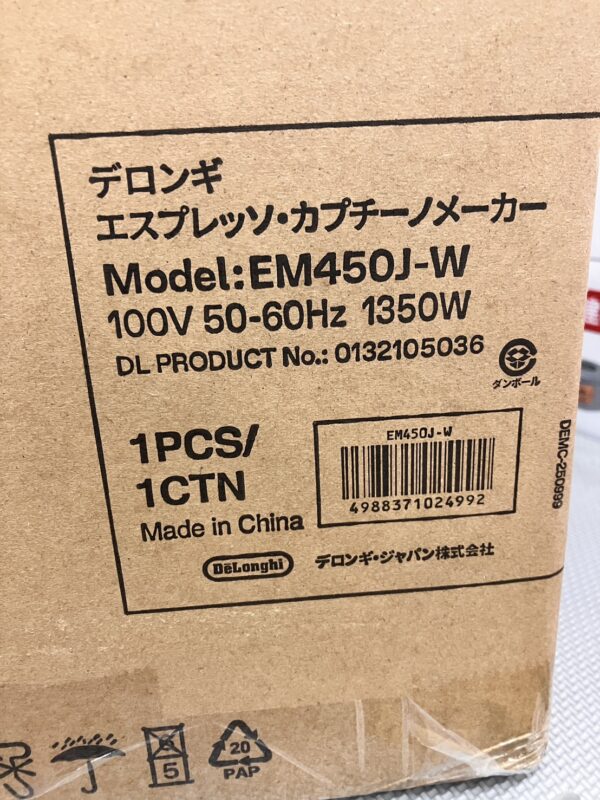 デロンギ
エスプレッソ・カプチーノメーカー
Model:EM450J-W
100V 50-60Hz 1350W
DL PRODUCT No.: 0132105036
ダンボール
1PCS/
1CTN
Made in China
EM450J-W
4988371024992
DEMC-250999
DeLonghi
デロンギ・ジャパン株式会社
5
20
PAP